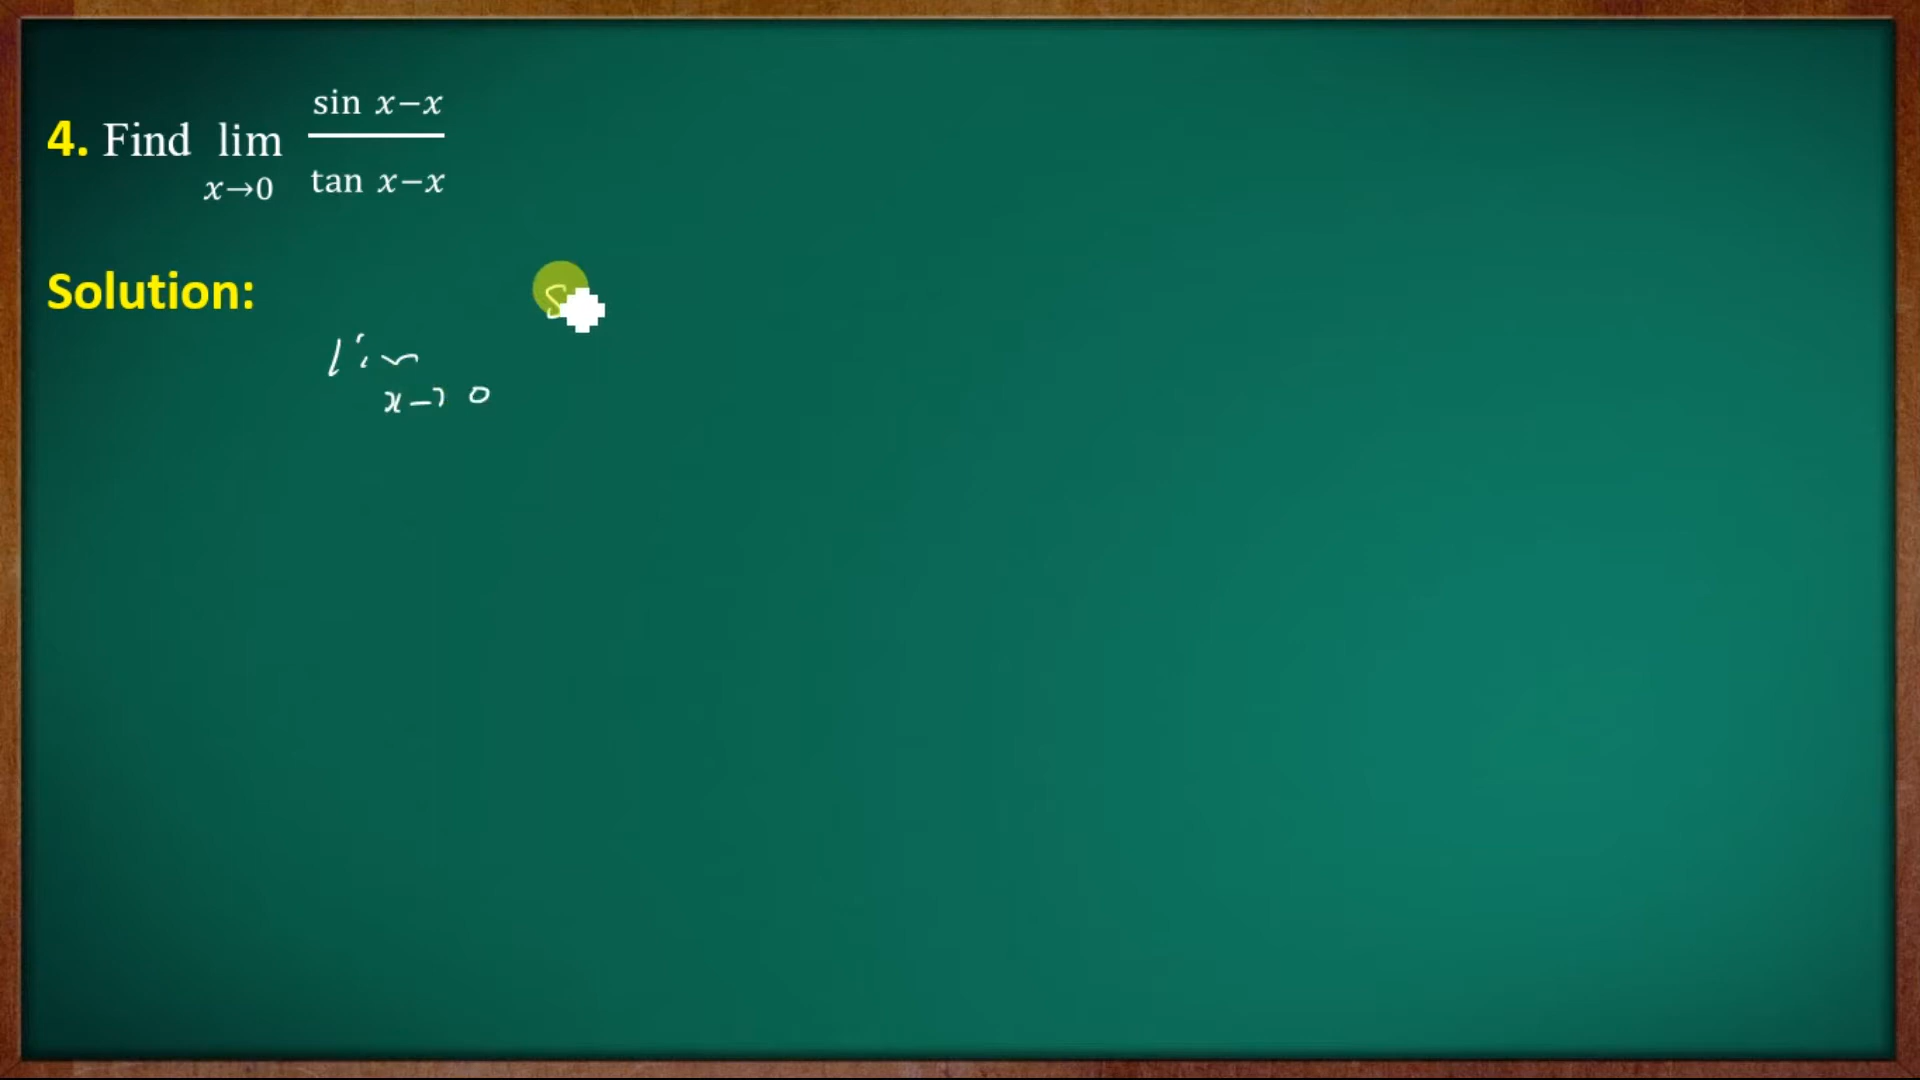 4. Find lim sin x−x
x→0 tan x−x
Solution:
s
lim
x→0